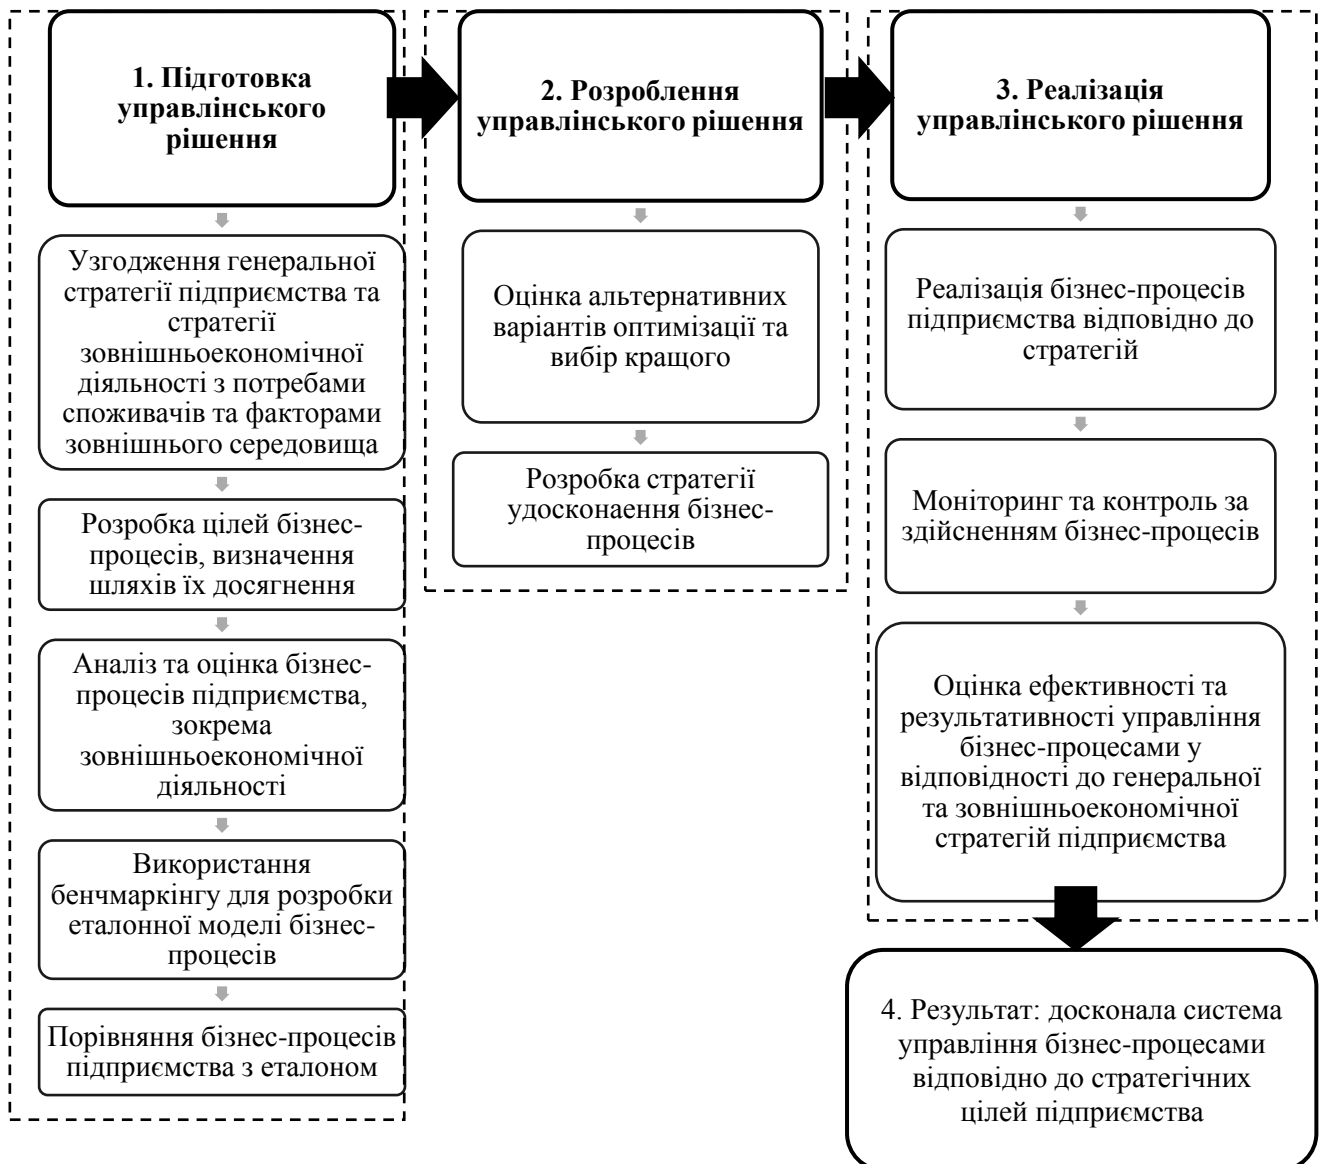 1. Підготовка
управлінського
рішення
Узгодження генеральної
стратегії підприємства та
стратегії
зовнішньоекономічної
діяльності з потребами
споживачів та факторами
зовнішнього середовища
Розробка цілей бізнес-
процесів, визначення
шляхів їх досягнення
Аналіз та оцінка бізнес-
процесів підприємства,
зокрема
зовнішньоекономічної
діяльності
Використання
бенчмаркінгу для розробки
еталонної моделі бізнес-
процесів
Порівняння бізнес-процесів
підприємства з еталоном
2. Розроблення
управлінського рішення
Оцінка альтернативних
варіантів оптимізації та
вибір кращого
Розробка стратегії
удосконаення бізнес-
процесів
3. Реалізація
управлінського рішення
Реалізація бізнес-процесів
підприємства відповідно до
стратегій
Моніторинг та контроль за
здійсненням бізнес-процесів
Оцінка ефективності та
результативності управління
бізнес-процесами у
відповідності до генеральної
та зовнішньоекономічної
стратегій підприємства
4. Результат: досконала система
управління бізнес-процесами
відповідно до стратегічних
цілей підприємства